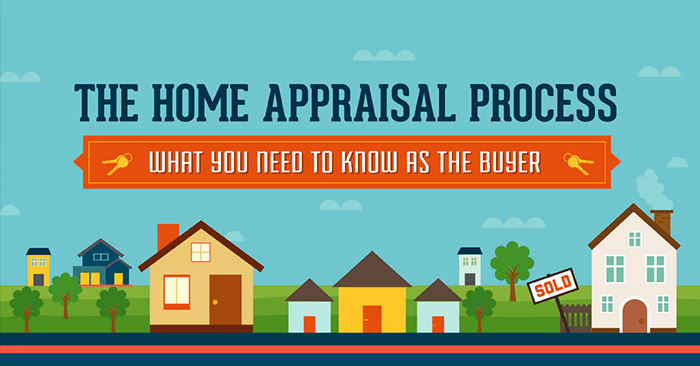 THE HOME APPRAISAL PROCESS
WHAT YOU NEED TO KNOW AS THE BUYER
SOLD